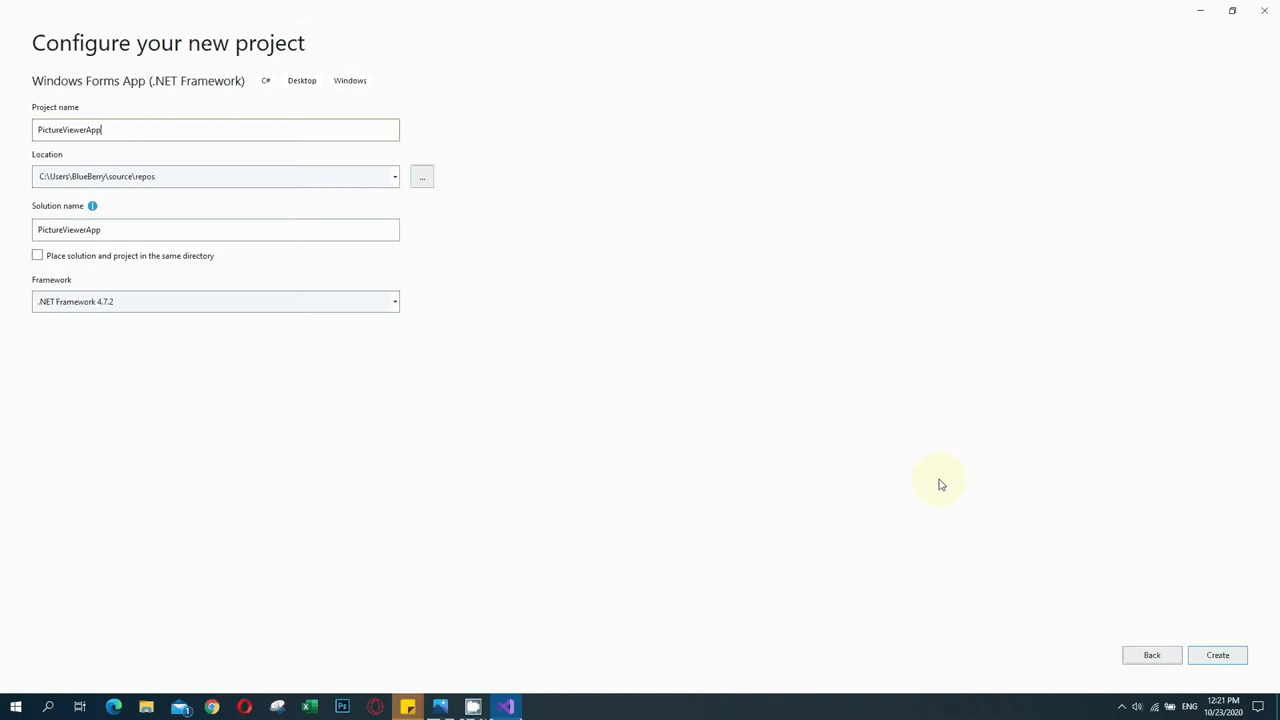 Configure your new project
Windows Forms App (.NET Framework) C# Desktop Windows
Project name
PictureViewerApp
Location
C:\Users\BlueBerry\source\repos
...
Solution name
PictureViewerApp
Place solution and project in the same directory
Framework
.NET Framework 4.7.2
Back Create
Ps
1
ENG
12:21 PM
10/23/2020